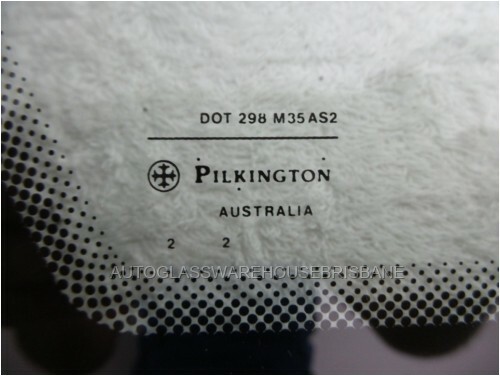 DOT 298 M35 AS2
PILKINGTON
AUSTRALIA
2 2
AUTOGLASSWAREHOUSEBRISBANE